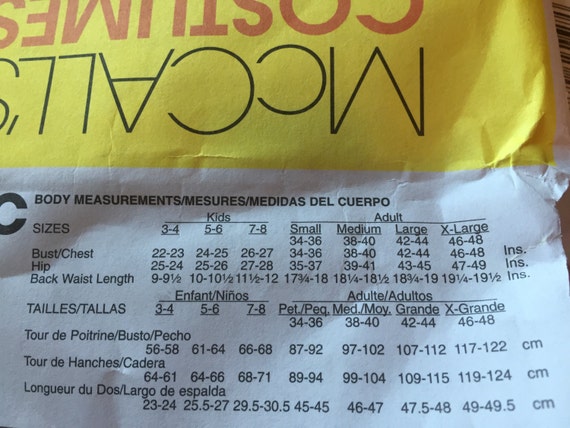 COSTUMES
McCALL'S
C
BODY MEASUREMENTS/MESURES/MEDIDAS DEL CUERPO
Kids Adult
SIZES 3-4 5-6 7-8 Small Medium Large X-Large
34-36 38-40 42-44 46-48
Bust/Chest 22-23 24-25 26-27 34-36 38-40 42-44 46-48 Ins.
Hip 25-24 25-26 27-28 35-37 39-41 43-45 47-49 Ins.
Back Waist Length 9-9½ 10-10½ 11½-12 17¾-18 18¼-18½ 18¾-19 19¼-19½ Ins.
Enfant/Niños Adulte/Adultos
TAILLES/TALLAS 3-4 5-6 7-8 Pet./Peq. Med./Moy. Grande X-Grande
34-36 38-40 42-44 46-48
Tour de Poitrine/Busto/Pecho
56-58 61-64 66-68 87-92 97-102 107-112 117-122 cm
Tour de Hanches/Cadera
64-61 64-66 68-71 89-94 99-104 109-115 119-124 cm
Longueur du Dos/Largo de espalda
23-24 25.5-27 29.5-30.5 45-45 46-47 47.5-48 49-49.5 cm